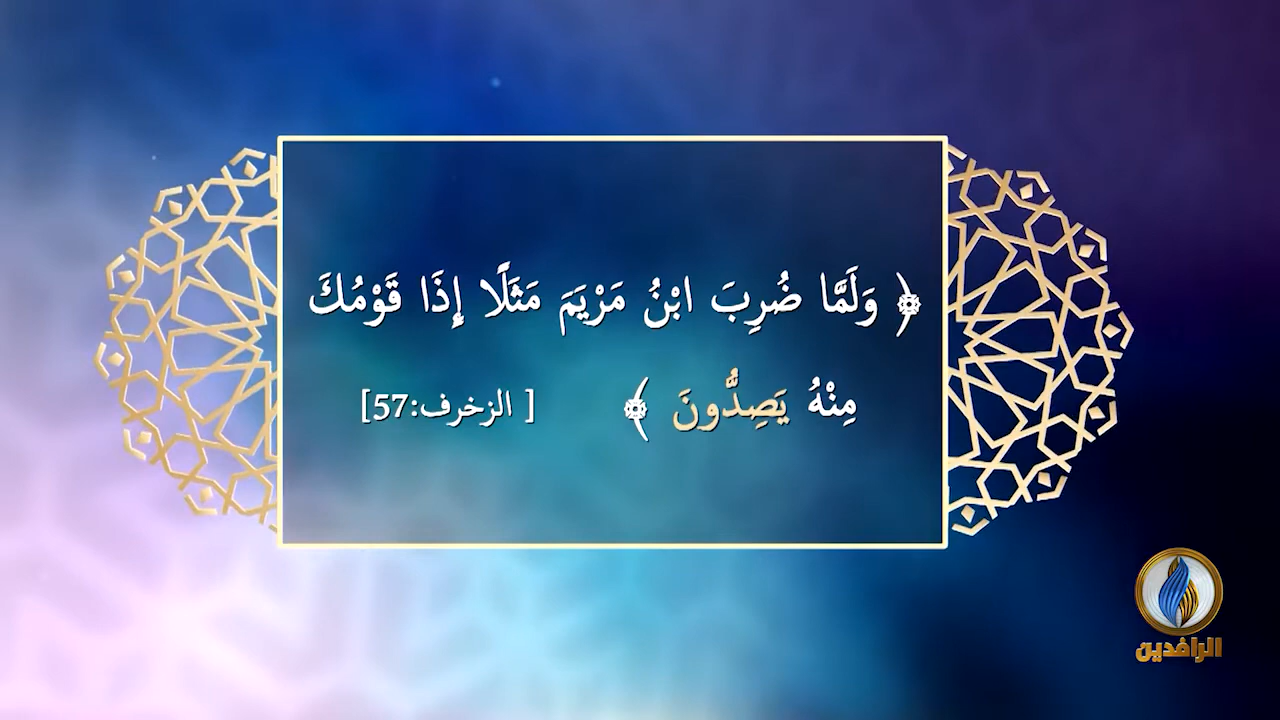 ﴿ وَلَمَّا ضُرِبَ ابْنُ مَرْيَمَ مَثَلًا إِذَا قَوْمُكَ
مِنْهُ يَصِدُّونَ ﴾ [ الزخرف:57]
الرافدين